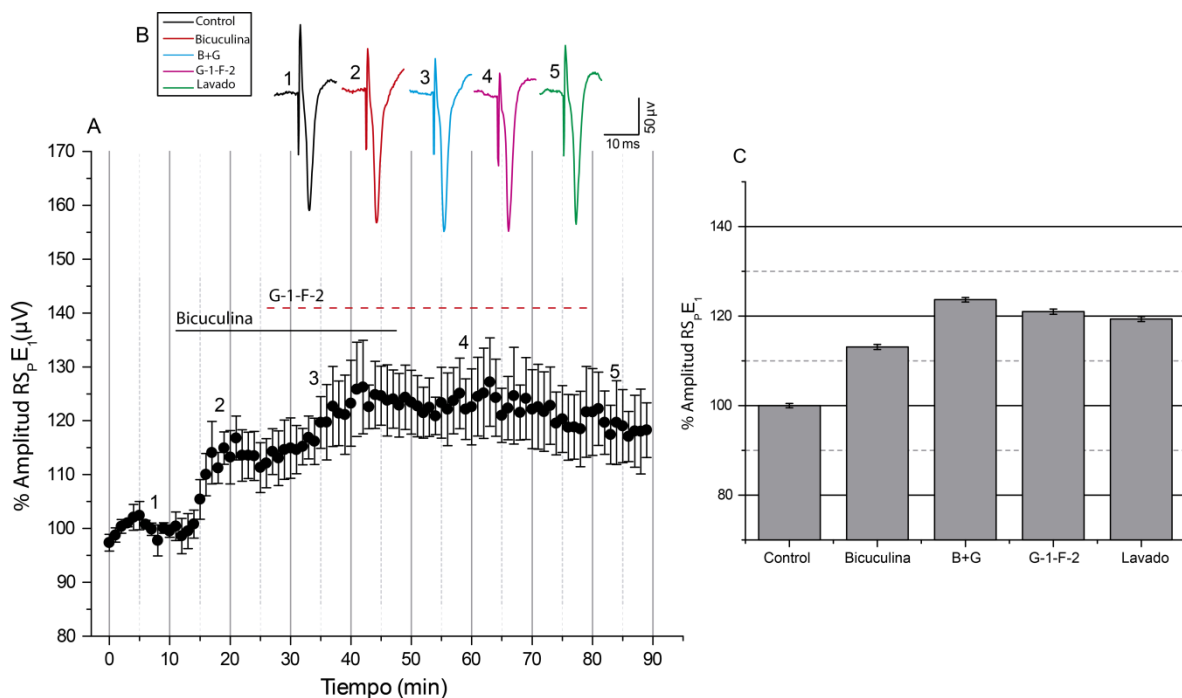 B
Control
Bicuculina
B+G
G-1-F-2
Lavado
1
2
3
4
5
50 µv
10 ms
A
170
160
150
140
130
120
110
100
90
80
% Amplitud RSPE1(µV)
G-1-F-2
Bicuculina
1
2
3
4
5
0
10
20
30
40
50
60
70
80
90
Tiempo (min)
C
140
120
100
80
% Amplitud RSPE1
Control
Bicuculina
B+G
G-1-F-2
Lavado